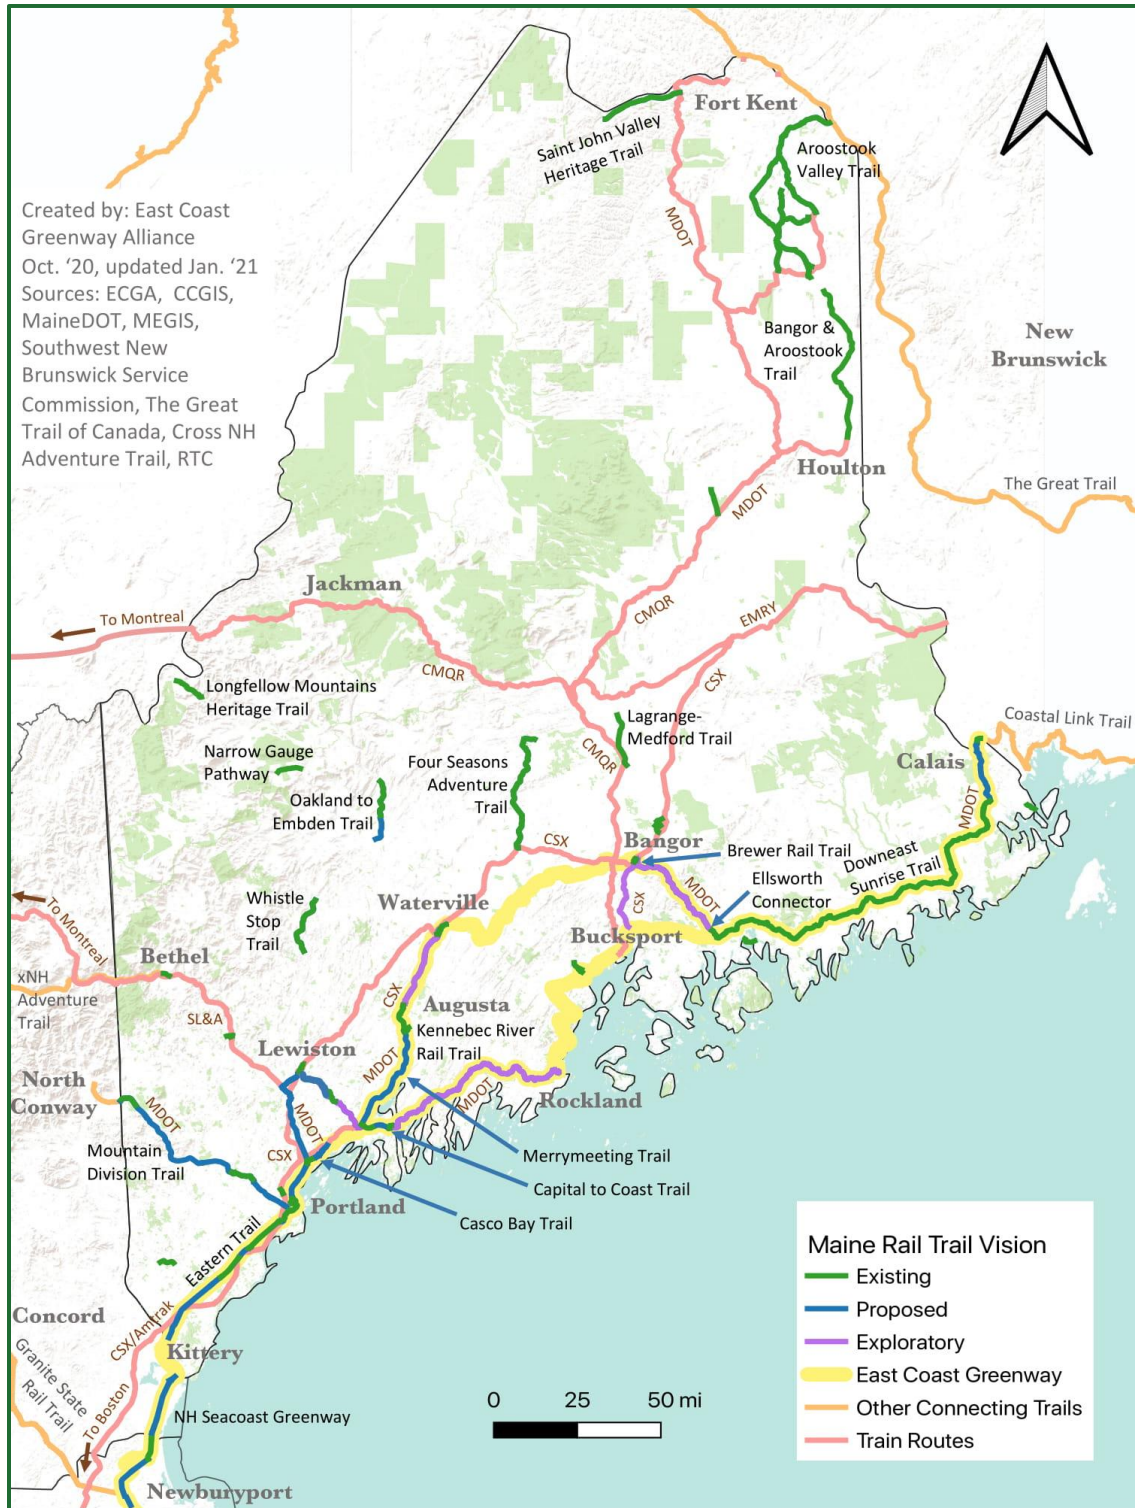 Fort Kent
Saint John Valley
Heritage Trail
Aroostook
Valley Trail
Created by: East Coast
Greenway Alliance
Oct. ‘20, updated Jan. ‘21
Sources: ECGA, CCGIS,
MaineDOT, MEGIS,
Southwest New
Brunswick Service
Commission, The Great
Trail of Canada, Cross NH
Adventure Trail, RTC
MDOT
Bangor &
Aroostook
Trail
New
Brunswick
Houlton
The Great Trail
MDOT
Jackman
To Montreal
CMQR
EMRY
CMQR
CSX
Longfellow Mountains
Heritage Trail
Lagrange-
Medford Trail
Coastal Link Trail
Narrow Gauge
Pathway
Four Seasons
Adventure
Trail
CMQR
Calais
Oakland to
Embden Trail
MDOT
CSX
Bangor
Brewer Rail Trail
Downeast
Sunrise Trail
Ellsworth
Connector
MDOT
Whistle
Stop
Trail
Waterville
CSX
Bucksport
To Montreal
Bethel
xNH
Adventure
Trail
CSX
Augusta
SL&A
Kennebec River
Rail Trail
Lewiston
MDOT
North
Conway
MDOT
MDOT
Rockland
MDOT
Mountain
Division Trail
CSX
Merrymeeting Trail
Capital to Coast Trail
Portland
Casco Bay Trail
Eastern Trail
Concord
CSX/Amtrak
Kittery
Granite State
Rail Trail
To Boston
NH Seacoast Greenway
Newburyport
0 25 50 mi
Maine Rail Trail Vision
Existing
Proposed
Exploratory
East Coast Greenway
Other Connecting Trails
Train Routes